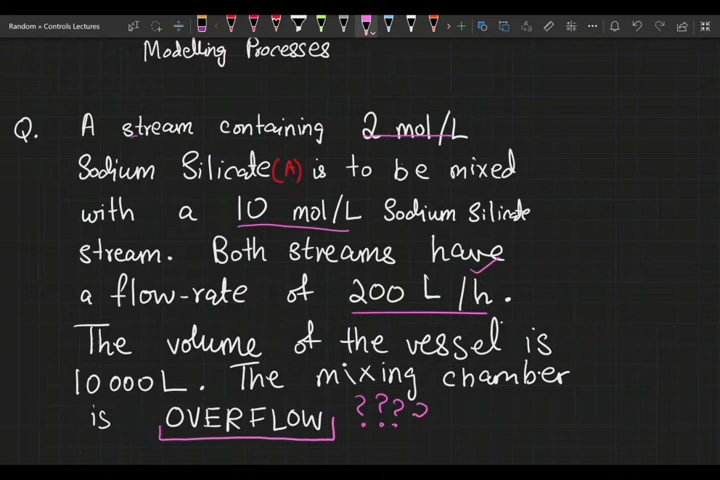 Random » Controls Lectures
Modelling Processes
Q. A stream containing 2 mol/L
Sodium Silicate (A) is to be mixed
with a 10 mol/L Sodium Silicate
stream. Both streams have
a flow-rate of 200 L/h.
The volume of the vessel is
10 000 L. The mixing chamber
is OVERFLOW ????